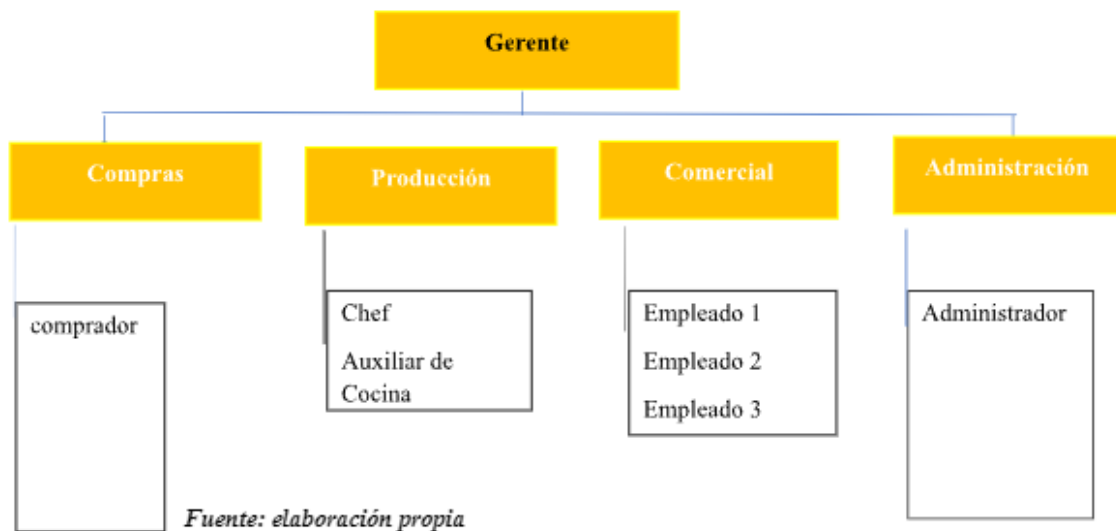 Gerente
Compras
Producción
Comercial
Administración
comprador
Chef
Auxiliar de
Cocina
Empleado 1
Empleado 2
Empleado 3
Administrador
Fuente: elaboración propia